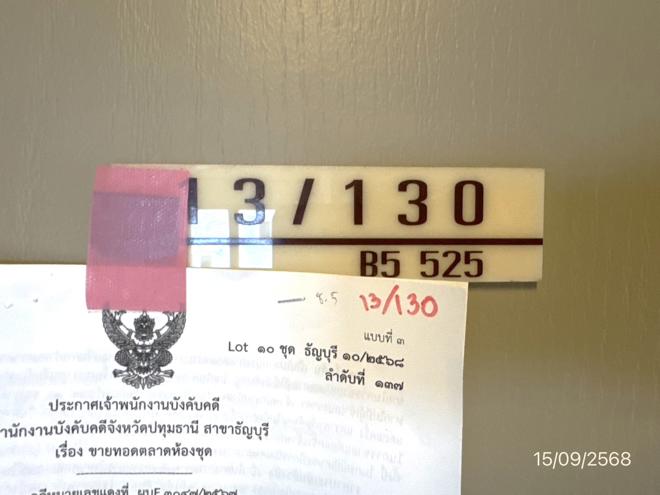 13/130
B5 525
ช.5 13/130
แบบที่ ๓
Lot ๑๐ ชุด ธัญบุรี ๑๐/๒๕๖๘
ลำดับที่ ๑๓๗
ประกาศเจ้าพนักงานบังคับคดี
านักงานบังคับคดีจังหวัดปทุมธานี สาขาธัญบุรี
เรื่อง ขายทอดตลาดห้องชุด
15/09/2568